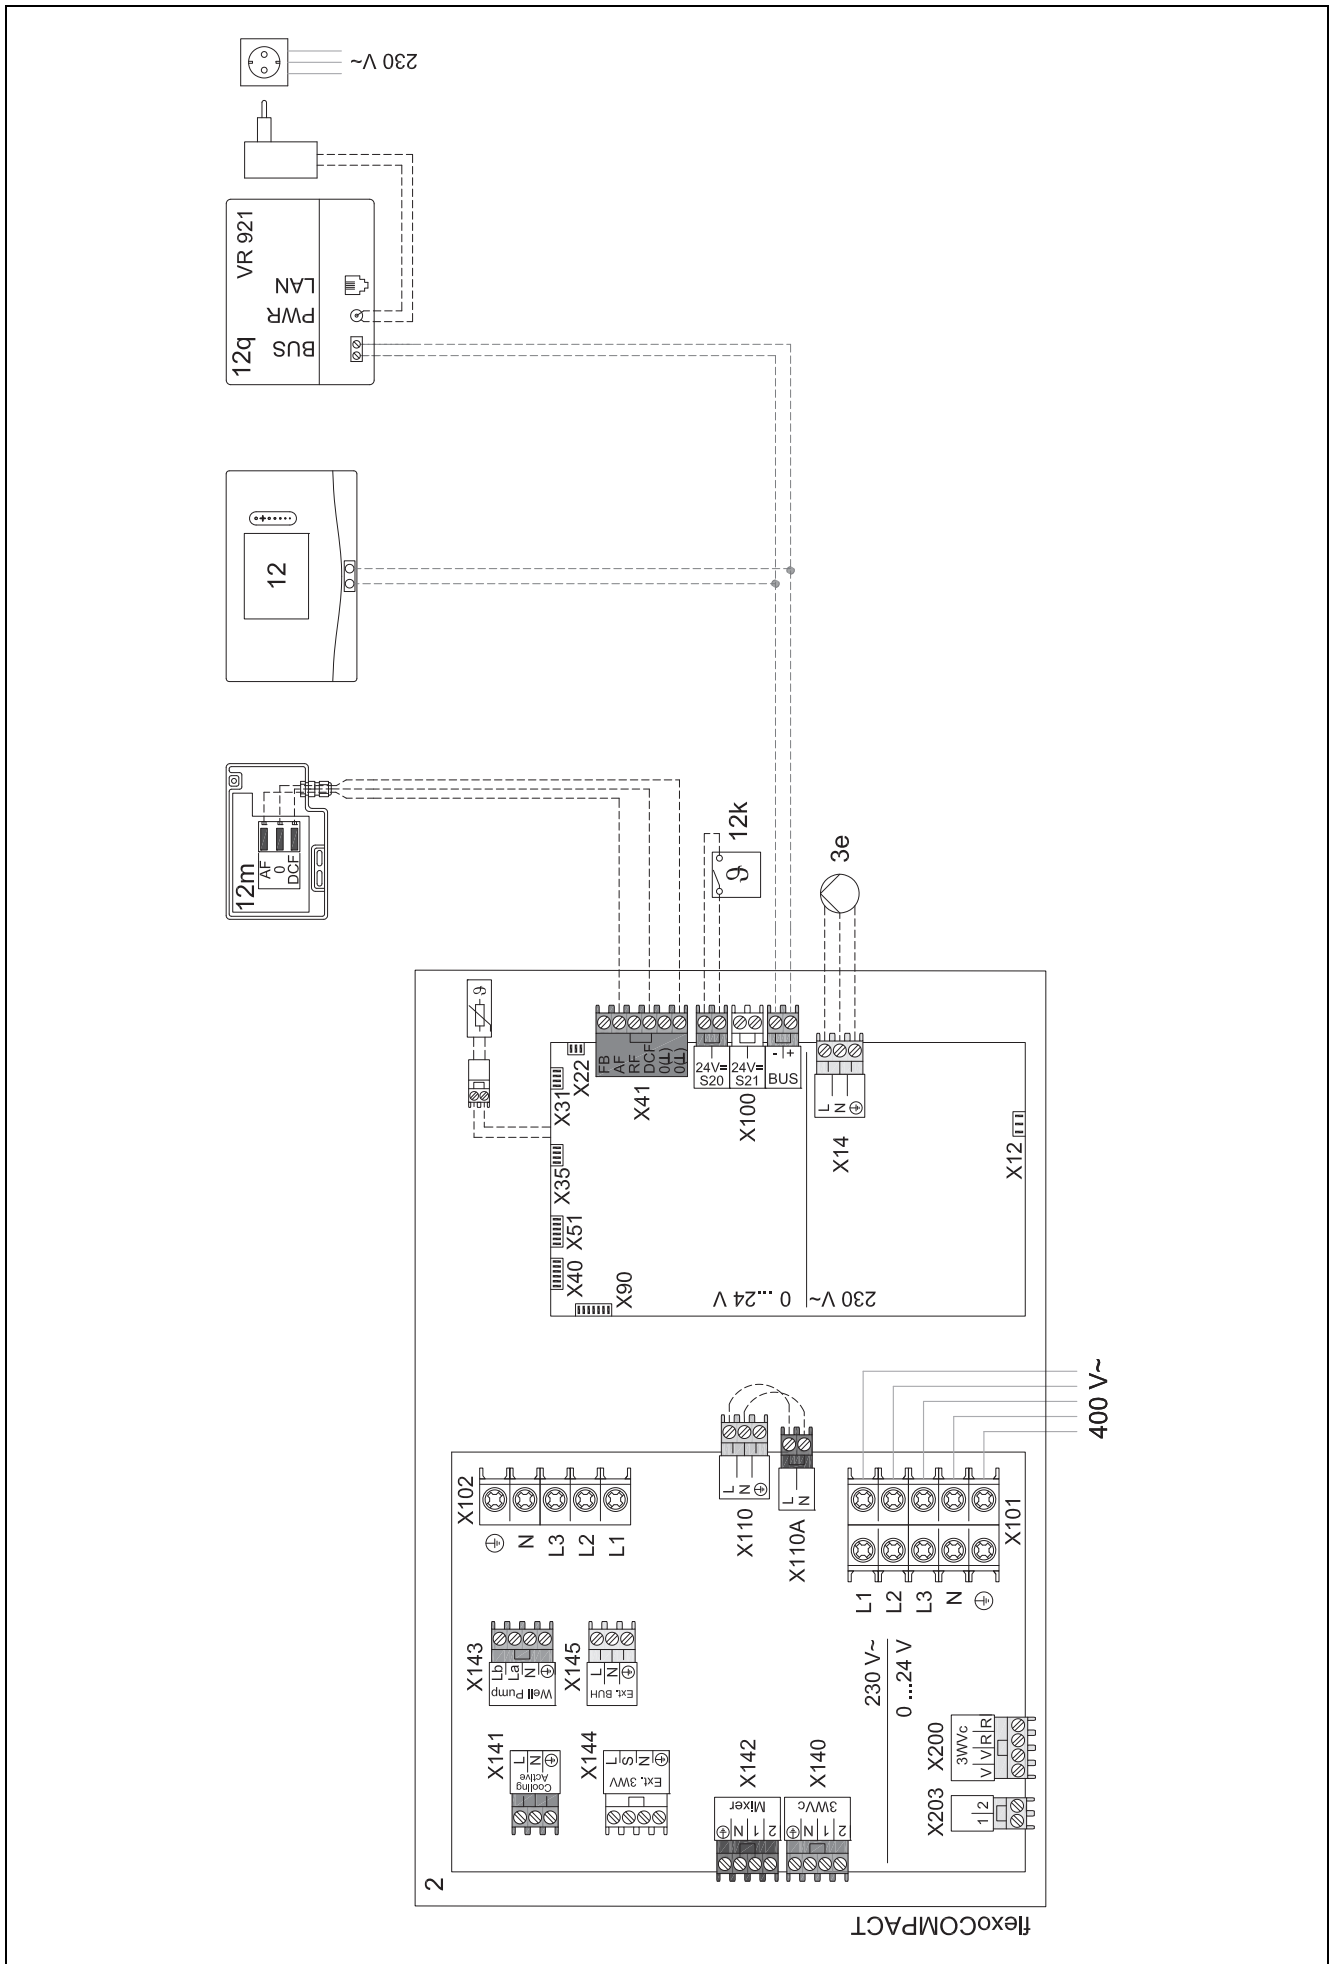 230 V~
VR 921
LAN
PWR
BUS
12q
12
12m
AF
0
DCF
12k
ϑ
3e
ϑ
X22
X31
X35
X51
X40
X90
FB
AF
RF
DCF
0(⊥)
0(⊥)
X41
24V=
S20
24V=
S21
- +
BUS
X100
L
N
X14
X12
0 ...24 V
230 V~
400 V~
X102
N
L3
L2
L1
L
N
X110
L
N
X110A
X101
L1
L2
L3
N
X143
Lb
La
N
Well Pump
X145
L
N
Ext. BUH
X141
L
N
Cooling
Active
X144
L
S
N
Ext. 3WV
X142
Mixer
N
1
2
X140
3WVc
N
1
2
230 V~
0 ...24 V
X200
3WVc
V V R R
X203
1 2
2
flexoCOMPACT